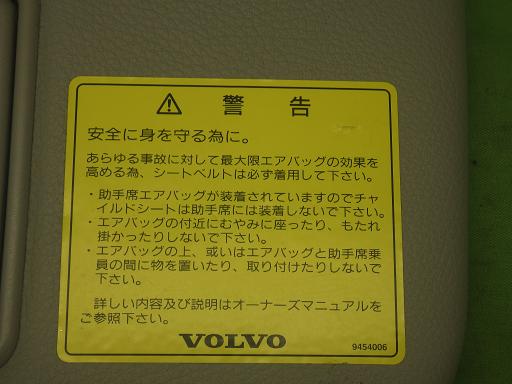 警 告
安全に身を守る為に。
あらゆる事故に対して最大限エアバッグの効果を
高める為、シートベルトは必ず着用して下さい。
・助手席エアバッグが装着されていますのでチャ
イルドシートは助手席には装着しないで下さい。
・エアバッグの付近にむやみに座ったり、もたれ
掛かったりしないで下さい。
・エアバッグの上、或いはエアバッグと助手席乗
員の間に物を置いたり、取り付けたりしないで
下さい。
詳しい内容及び説明はオーナーズマニュアルを
ご参照下さい。
VOLVO
9454006